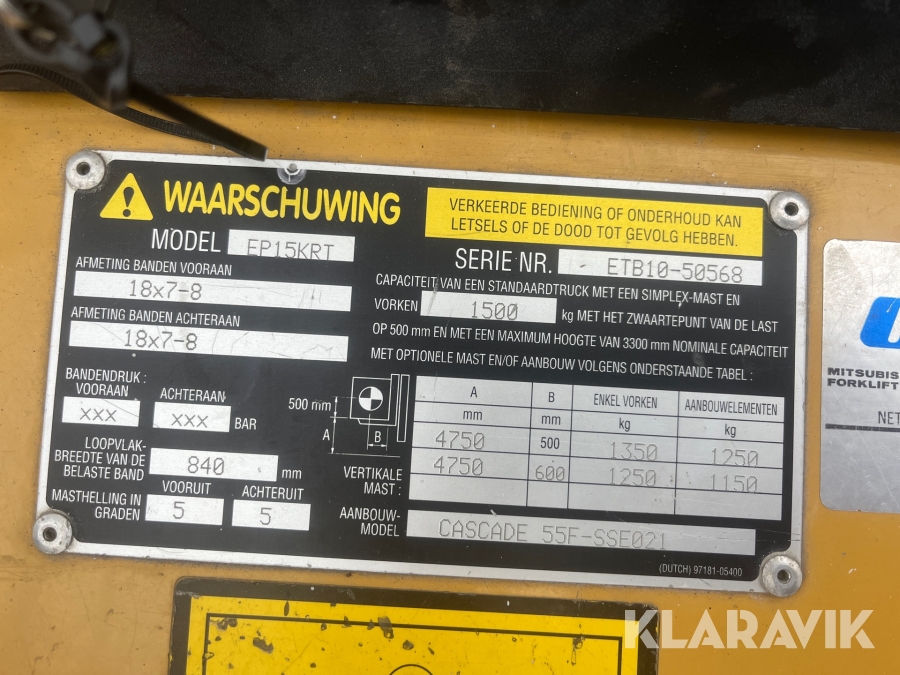 WAARSCHUWING
VERKEERDE BEDIENING OF ONDERHOUD KAN
LETSELS OF DE DOOD TOT GEVOLG HEBBEN.
MODEL EP15KRT
SERIE NR. ETB10-50568
AFMETING BANDEN VOORAAN
18x7-8
AFMETING BANDEN ACHTERAAN
18x7-8
CAPACITEIT VAN EEN STANDAARDTRUCK MET EEN SIMPLEX-MAST EN
VORKEN 1500 kg MET HET ZWAARTEPUNT VAN DE LAST
OP 500 mm EN MET EEN MAXIMUM HOOGTE VAN 3300 mm NOMINALE CAPACITEIT
MET OPTIONELE MAST EN/OF AANBOUW VOLGENS ONDERSTAANDE TABEL :
BANDENDRUK :
VOORAAN ACHTERAAN
xxx xxx BAR
LOOPVLAK-
BREEDTE VAN DE
BELASTE BAND
840 mm
MASTHELLING IN
GRADEN
VOORUIT ACHTERUIT
5 5
500 mm
A
B
A B ENKEL VORKEN AANBOUWELEMENTEN
mm mm kg kg
4750 500 1350 1250
4750 600 1250 1150
VERTIKALE
MAST :
AANBOUW-
MODEL
CASCADE 55F-SSE021
(DUTCH) 97181-05400
MITSUBIS
FORKLIFT
NET
KLARAVIK